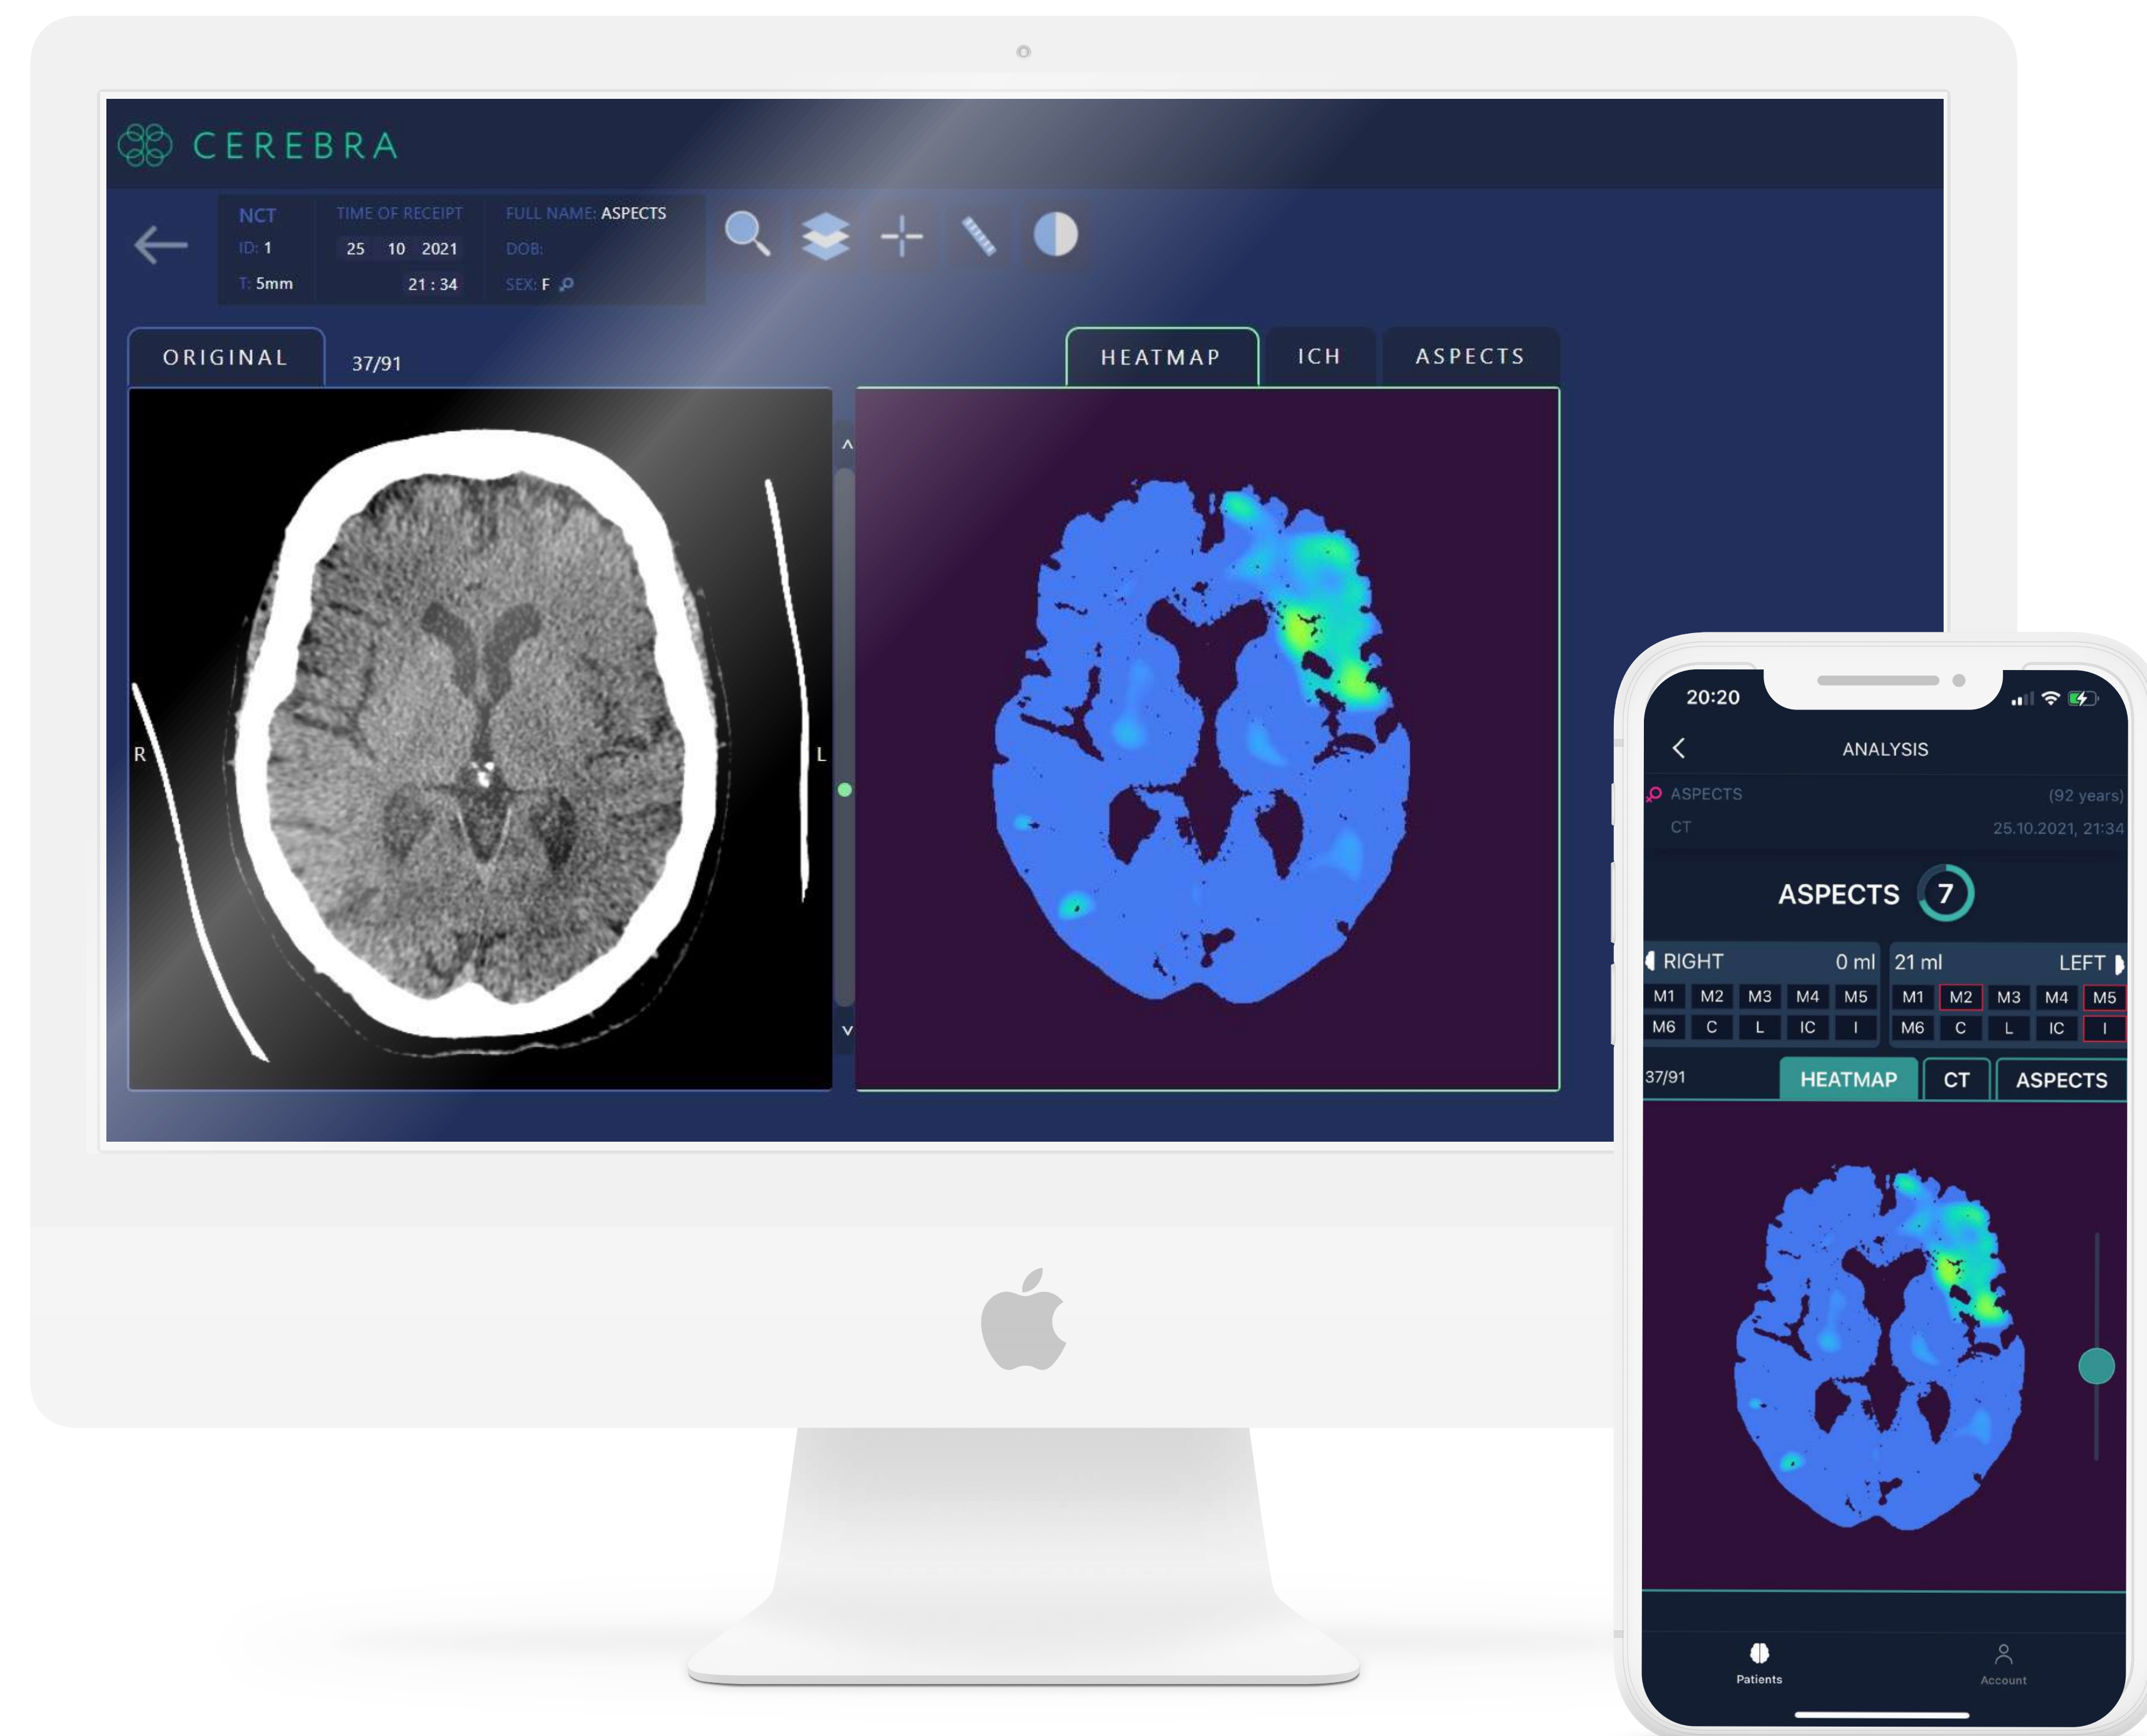 CEREBRA
NCT
ID: 1
T: 5mm
TIME OF RECEIPT
25 10 2021
21 : 34
FULL NAME: ASPECTS
DOB:
SEX: F
ORIGINAL
37/91
HEATMAP
ICH
ASPECTS
R
L
20:20
ANALYSIS
ASPECTS
(92 years)
CT
25.10.2021, 21:34
ASPECTS 7
RIGHT 0 ml
21 ml LEFT
M1 M2 M3 M4 M5
M1 M2 M3 M4 M5
M6 C L IC I
M6 C L IC I
37/91
HEATMAP
CT
ASPECTS
Patients
Account